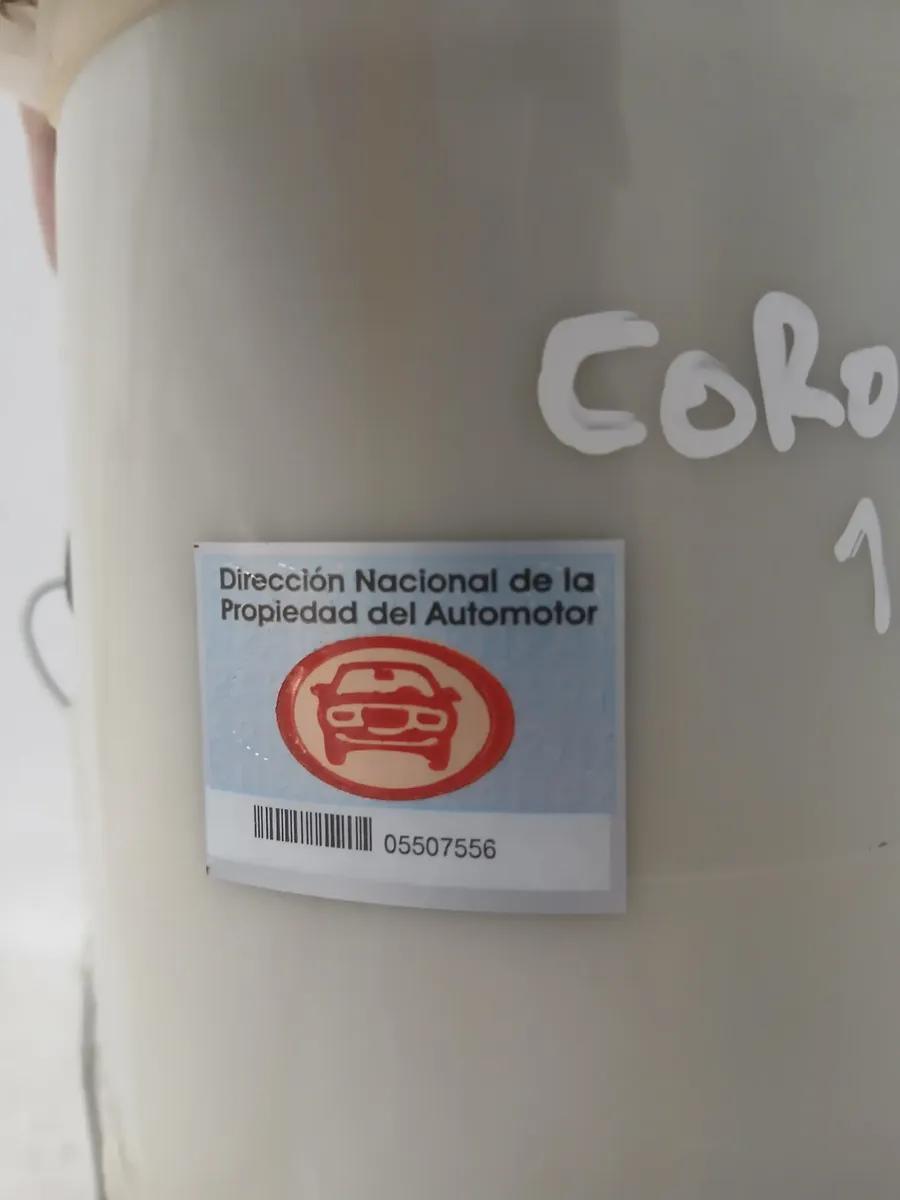 CORO
1
Dirección Nacional de la
Propiedad del Automotor
05507556